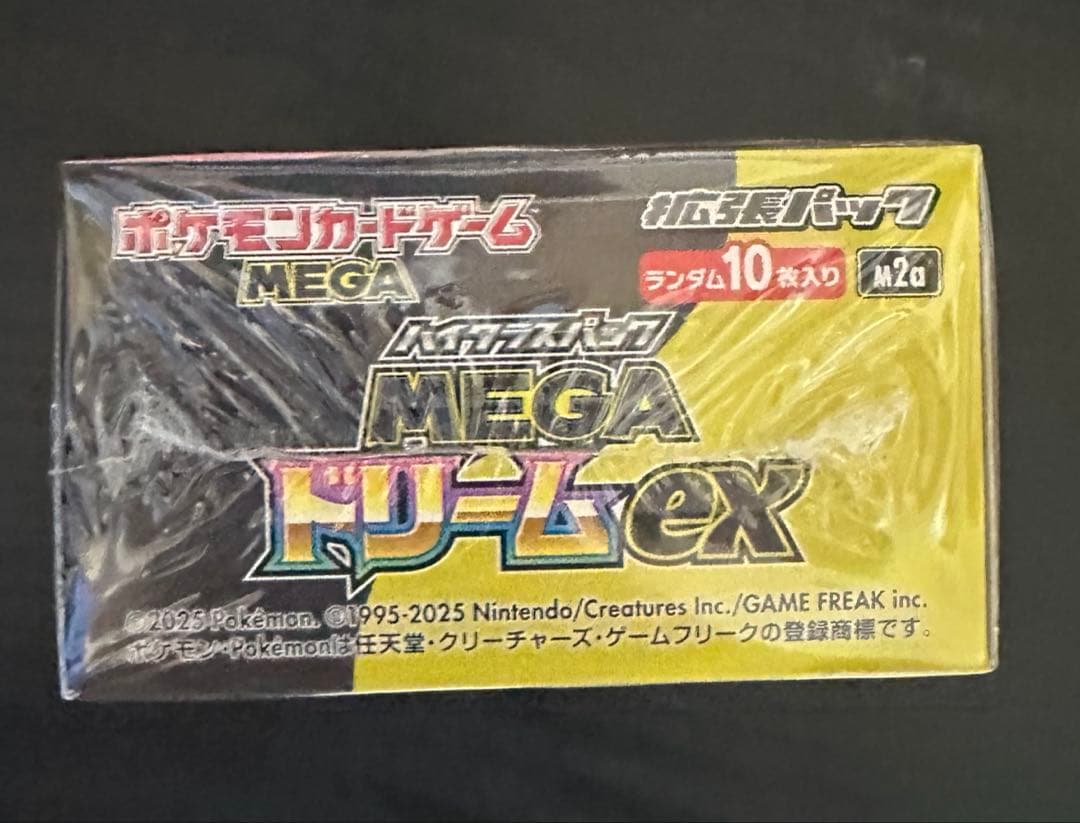 ポケモンカードゲーム
MEGA
拡張パック
ランダム10枚入り
M2a
ハイクラスパック
MEGA
ドリームex
©2025 Pokémon. ©1995-2025 Nintendo/Creatures Inc./GAME FREAK inc.
ポケモン・Pokémonは任天堂・クリーチャーズ・ゲームフリークの登録商標です。